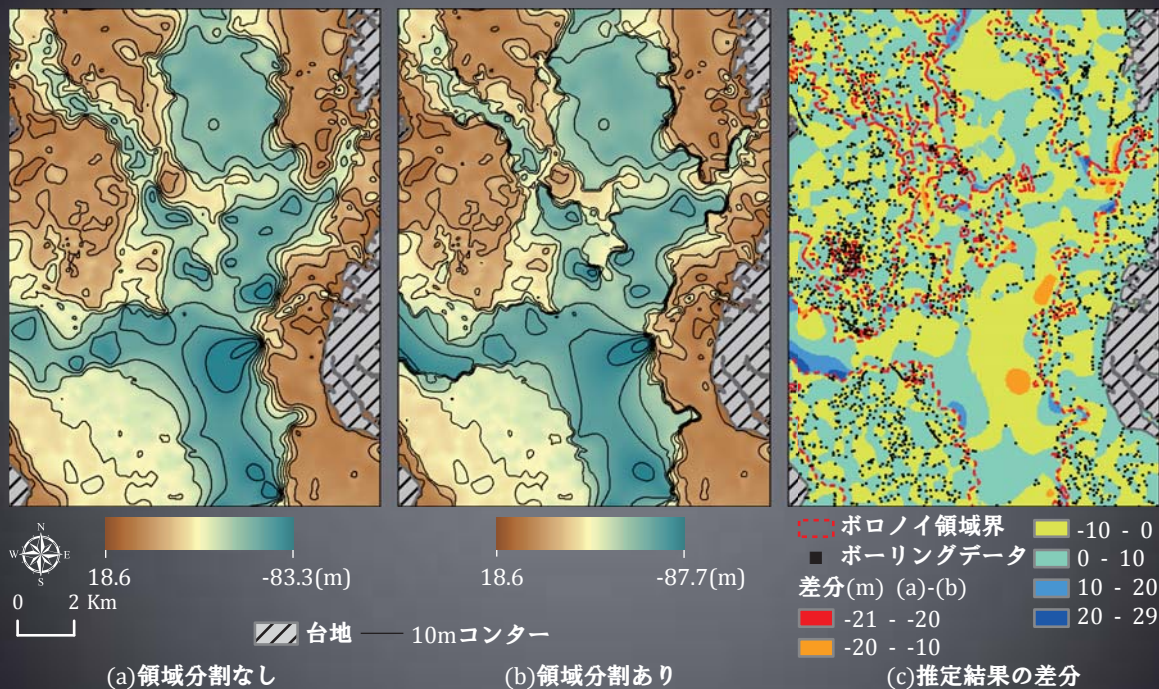 N
W E
S
0 2 Km
18.6 -83.3(m)
18.6 -87.7(m)
台地 10mコンター
ボロノイ領域界
ボーリングデータ
差分(m) (a)-(b)
-21 - -20
-20 - -10
-10 - 0
0 - 10
10 - 20
20 - 29
(a)領域分割なし
(b)領域分割あり
(c)推定結果の差分